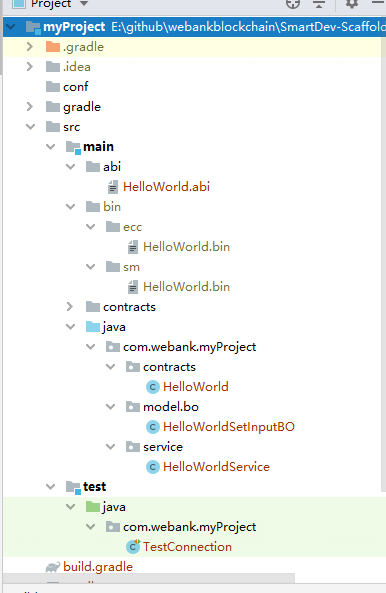 Project
myProject E:\github\webankblockchain\SmartDev-Scaffold
.gradle
.idea
conf
gradle
src
main
abi
HelloWorld.abi
bin
ecc
HelloWorld.bin
sm
HelloWorld.bin
contracts
java
com.webank.myProject
contracts
HelloWorld
model.bo
HelloWorldSetInputBO
service
HelloWorldService
test
java
com.webank.myProject
TestConnection
build.gradle